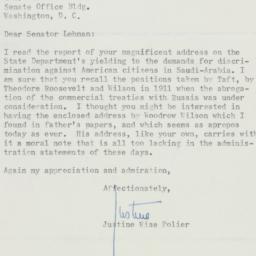 Senate Office Bldg.
Washington, D. C.
Dear Senator Lehman:
I read the report of your magnificent address on the
State Department's yielding to the demands for discri-
mination against American citizens in Saudi-Arabia. I
am sure you recall the positions taken by Taft, by
Theodore Roosevelt and Wilson in 1911 when the abroga-
tion of the commercial treaties with Russia was under
consideration. I thought you might be interested in
having the enclosed address by Woodrow Wilson which I
found in father's papers, and which seems as apropos
today as ever. His address, like your own, carries with
it a moral note that is all too lacking in the adminis-
tration statements of these days.
Again my appreciation and admiration,
Affectionately,
Justine
Justine Wise Polier